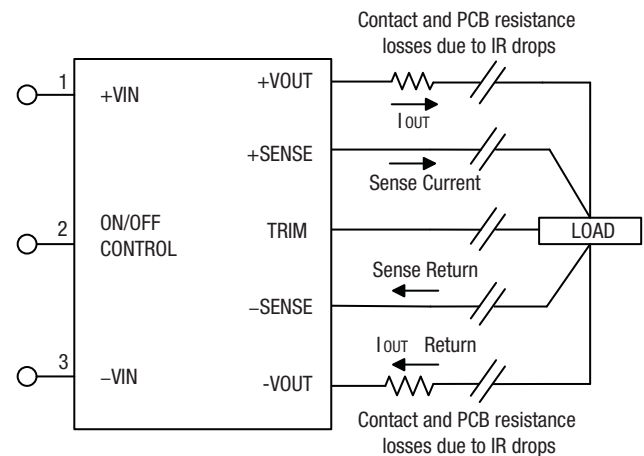 Contact and PCB resistance
losses due to IR drops
1
+VIN
+VOUT
IOUT
+SENSE
Sense Current
2
ON/OFF
CONTROL
TRIM
LOAD
Sense Return
−SENSE
IOUT Return
3
−VIN
-VOUT
Contact and PCB resistance
losses due to IR drops